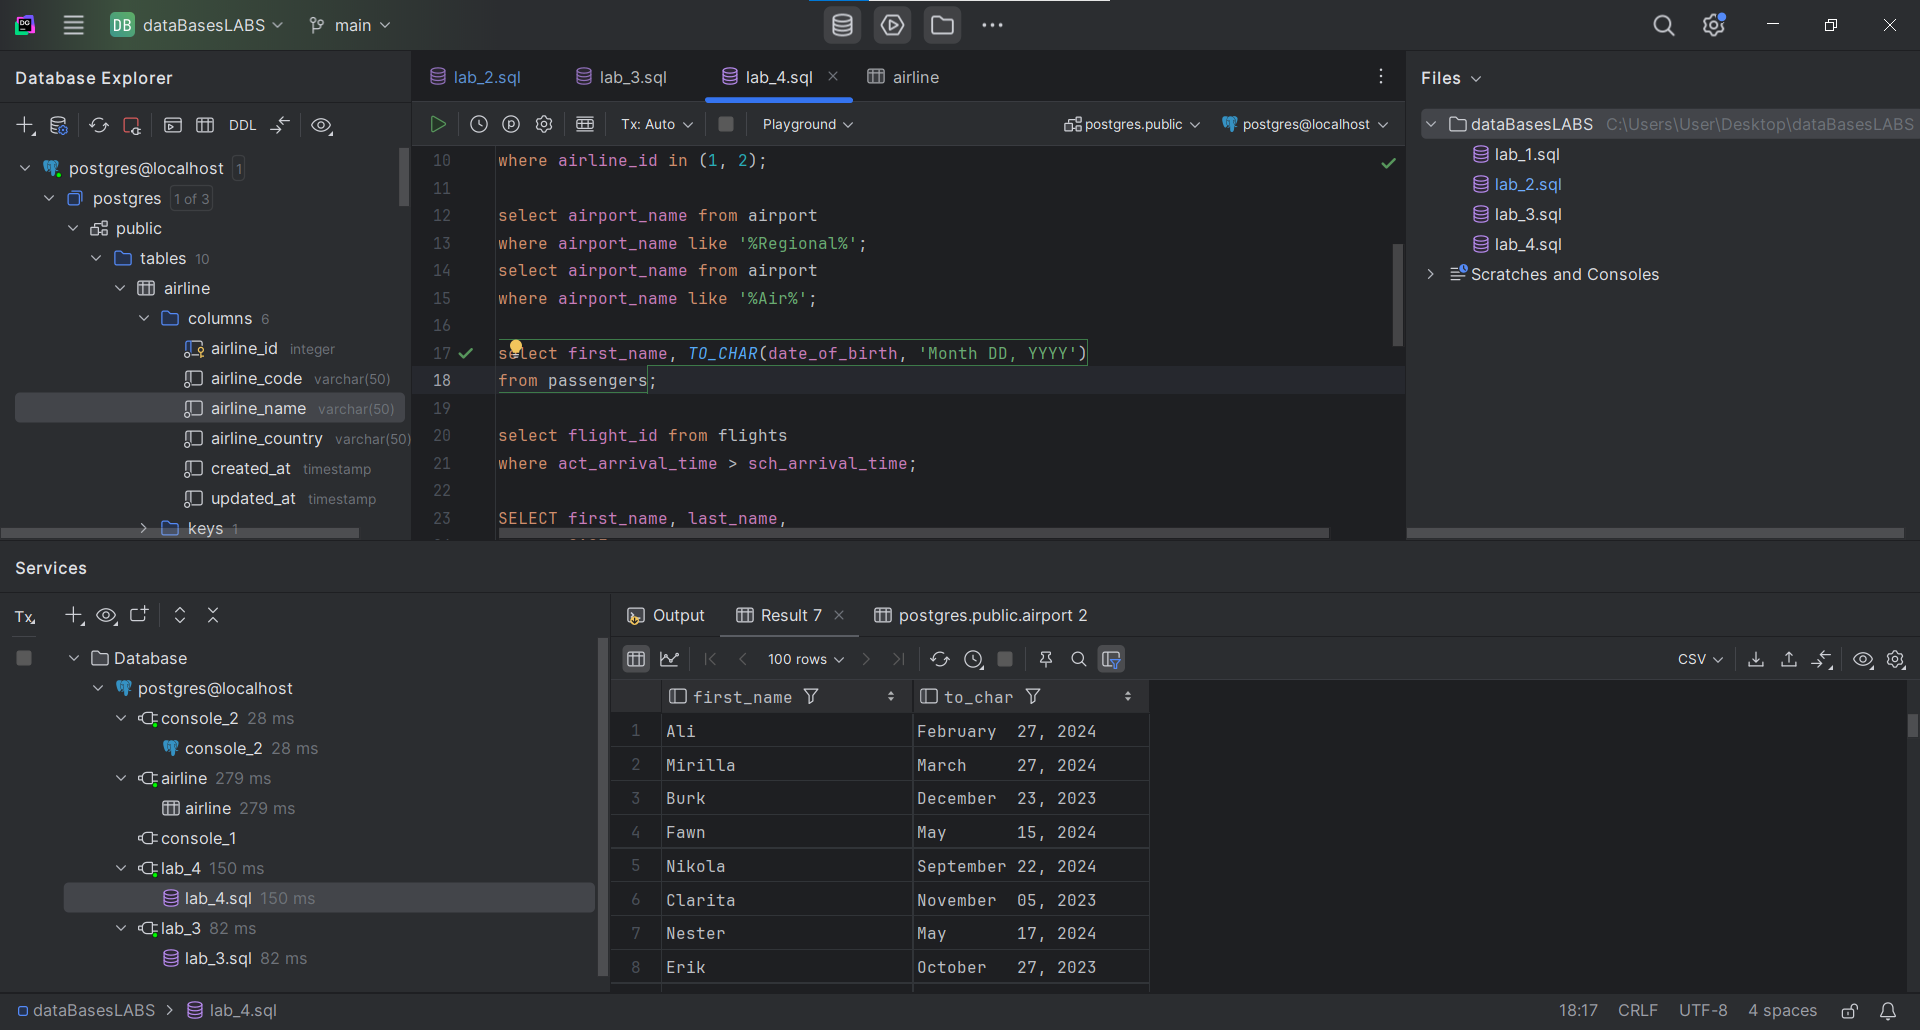 DB dataBasesLABS main
Database Explorer
DDL
postgres@localhost 1
postgres 1 of 3
public
tables 10
airline
columns 6
airline_id integer
airline_code varchar(50)
airline_name varchar(50)
airline_country varchar(50)
created_at timestamp
updated_at timestamp
keys 1
lab_2.sql lab_3.sql lab_4.sql airline
Tx: Auto Playground postgres.public postgres@localhost
10 where airline_id in (1, 2);
11
12 select airport_name from airport
13 where airport_name like '%Regional%';
14 select airport_name from airport
15 where airport_name like '%Air%';
16
17 select first_name, TO_CHAR(date_of_birth, 'Month DD, YYYY')
18 from passengers;
19
20 select flight_id from flights
21 where act_arrival_time > sch_arrival_time;
22
23 SELECT first_name, last_name,
Files
dataBasesLABS C:\Users\User\Desktop\dataBasesLABS
lab_1.sql
lab_2.sql
lab_3.sql
lab_4.sql
Scratches and Consoles
Services
Tx
Database
postgres@localhost
console_2 28 ms
console_2 28 ms
airline 279 ms
airline 279 ms
console_1
lab_4 150 ms
lab_4.sql 150 ms
lab_3 82 ms
lab_3.sql 82 ms
Output Result 7 postgres.public.airport 2
100 rows CSV
first_name to_char
1 Ali February 27, 2024
2 Mirilla March 27, 2024
3 Burk December 23, 2023
4 Fawn May 15, 2024
5 Nikola September 22, 2024
6 Clarita November 05, 2023
7 Nester May 17, 2024
8 Erik October 27, 2023
dataBasesLABS > lab_4.sql 18:17 CRLF UTF-8 4 spaces